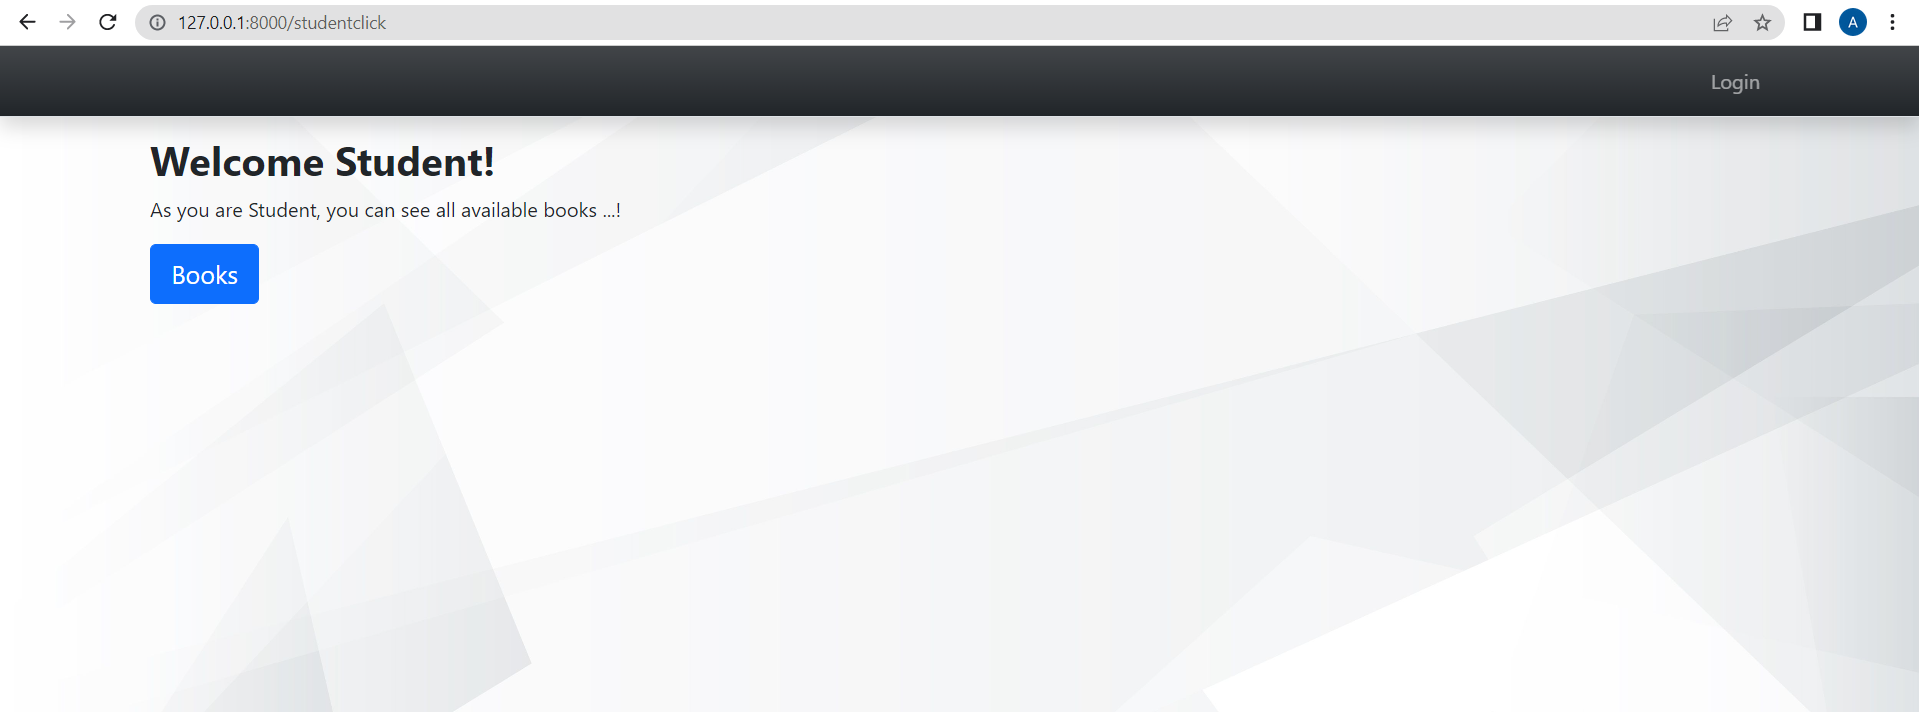 127.0.0.1:8000/studentclick
A
Login
Welcome Student!
As you are Student, you can see all available books ...!
Books